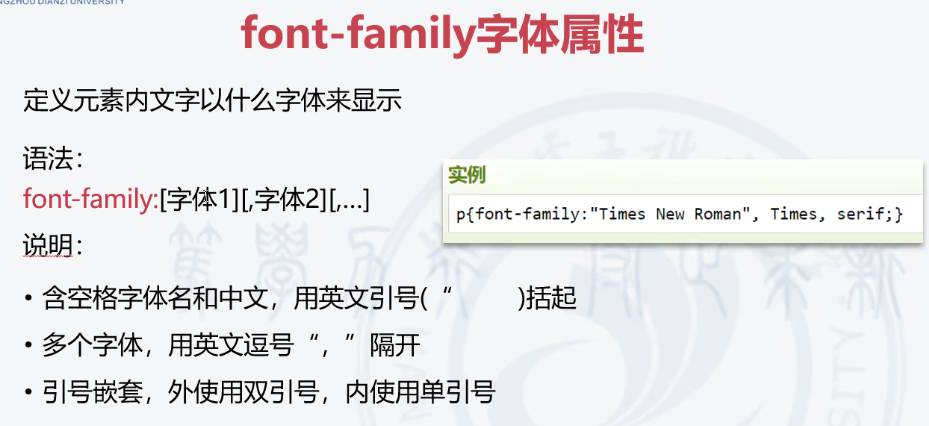 HANGZHOU DIANZI UNIVERSITY
font-family字体属性
定义元素内文字以什么字体来显示
语法：
font-family:[字体1][,字体2][,...]
实例
p{font-family:"Times New Roman", Times, serif;}
说明：
• 含空格字体名和中文，用英文引号(“ )括起
• 多个字体，用英文逗号“，”隔开
• 引号嵌套，外使用双引号，内使用单引号